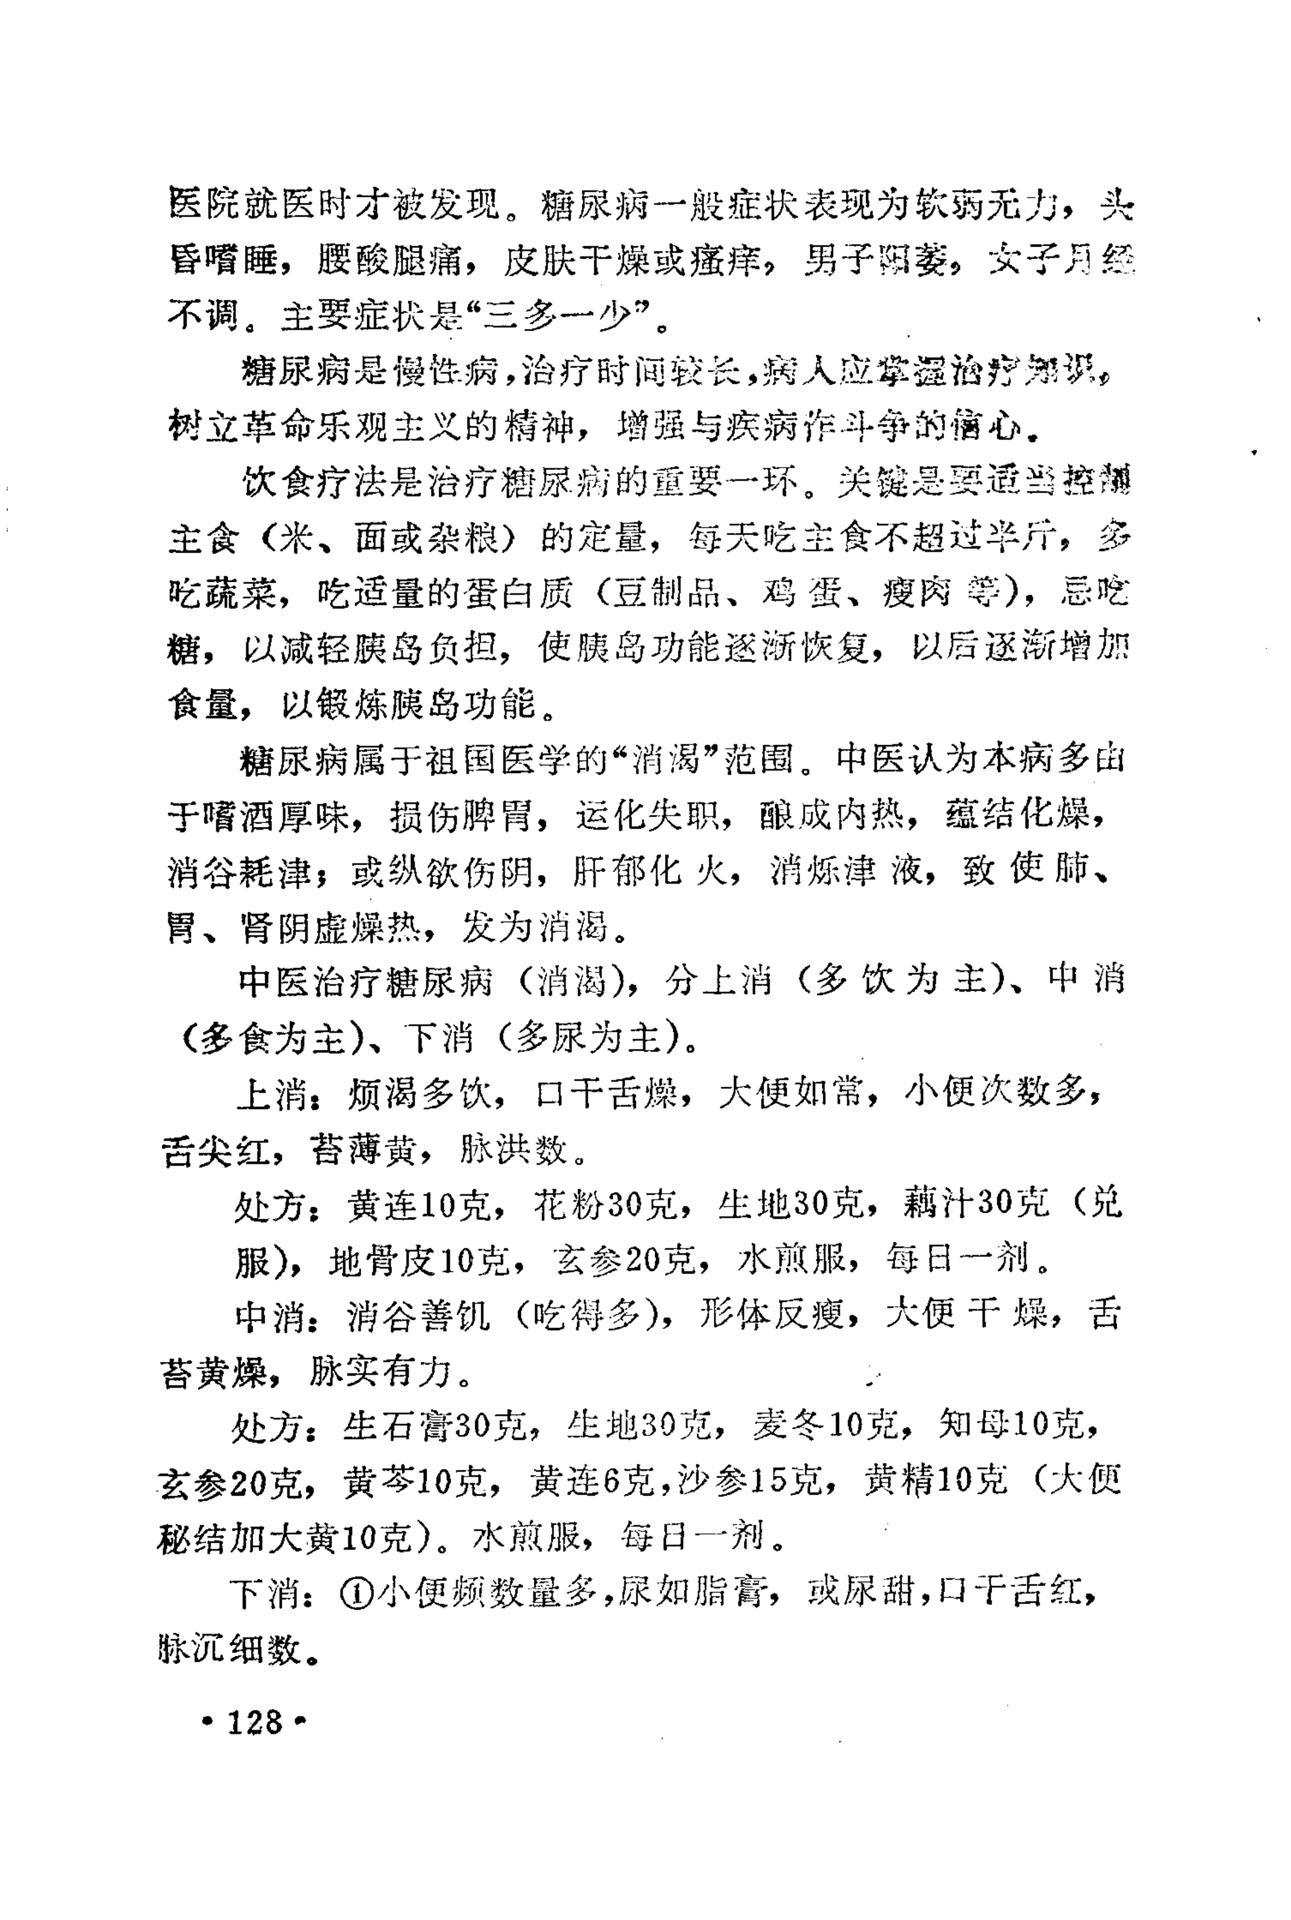 医院就医时才被发现。糖尿病一般症状表现为软弱无力，头
昏嗜睡，腰酸腿痛，皮肤干燥或瘙痒，男子阳萎，女子月经
不调。主要症状是“三多一少”。
糖尿病是慢性病，治疗时间较长，病人应掌握治疗知识，
树立革命乐观主义的精神，增强与疾病作斗争的信心。
饮食疗法是治疗糖尿病的重要一环。关键是要适当控制
主食（米、面或杂粮）的定量，每天吃主食不超过半斤，多
吃蔬菜，吃适量的蛋白质（豆制品、鸡蛋、瘦肉等），忌吃
糖，以减轻胰岛负担，使胰岛功能逐渐恢复，以后逐渐增加
食量，以锻炼胰岛功能。
糖尿病属于祖国医学的“消渴”范围。中医认为本病多由
于嗜酒厚味，损伤脾胃，运化失职，酿成内热，蕴结化燥，
消谷耗津；或纵欲伤阴，肝郁化火，消烁津液，致使肺、
胃、肾阴虚燥热，发为消渴。
中医治疗糖尿病（消渴），分上消（多饮为主）、中消
（多食为主）、下消（多尿为主）。
上消：烦渴多饮，口干舌燥，大便如常，小便次数多，
舌尖红，苔薄黄，脉洪数。
处方：黄连10克，花粉30克，生地30克，藕汁30克（兑
服），地骨皮10克，玄参20克，水煎服，每日一剂。
中消：消谷善饥（吃得多），形体反瘦，大便干燥，舌
苔黄燥，脉实有力。
处方：生石膏30克，生地30克，麦冬10克，知母10克，
玄参20克，黄芩10克，黄连6克，沙参15克，黄精10克（大便
秘结加大黄10克）。水煎服，每日一剂。
下消：①小便频数量多，尿如脂膏，或尿甜，口干舌红，
脉沉细数。
·128·